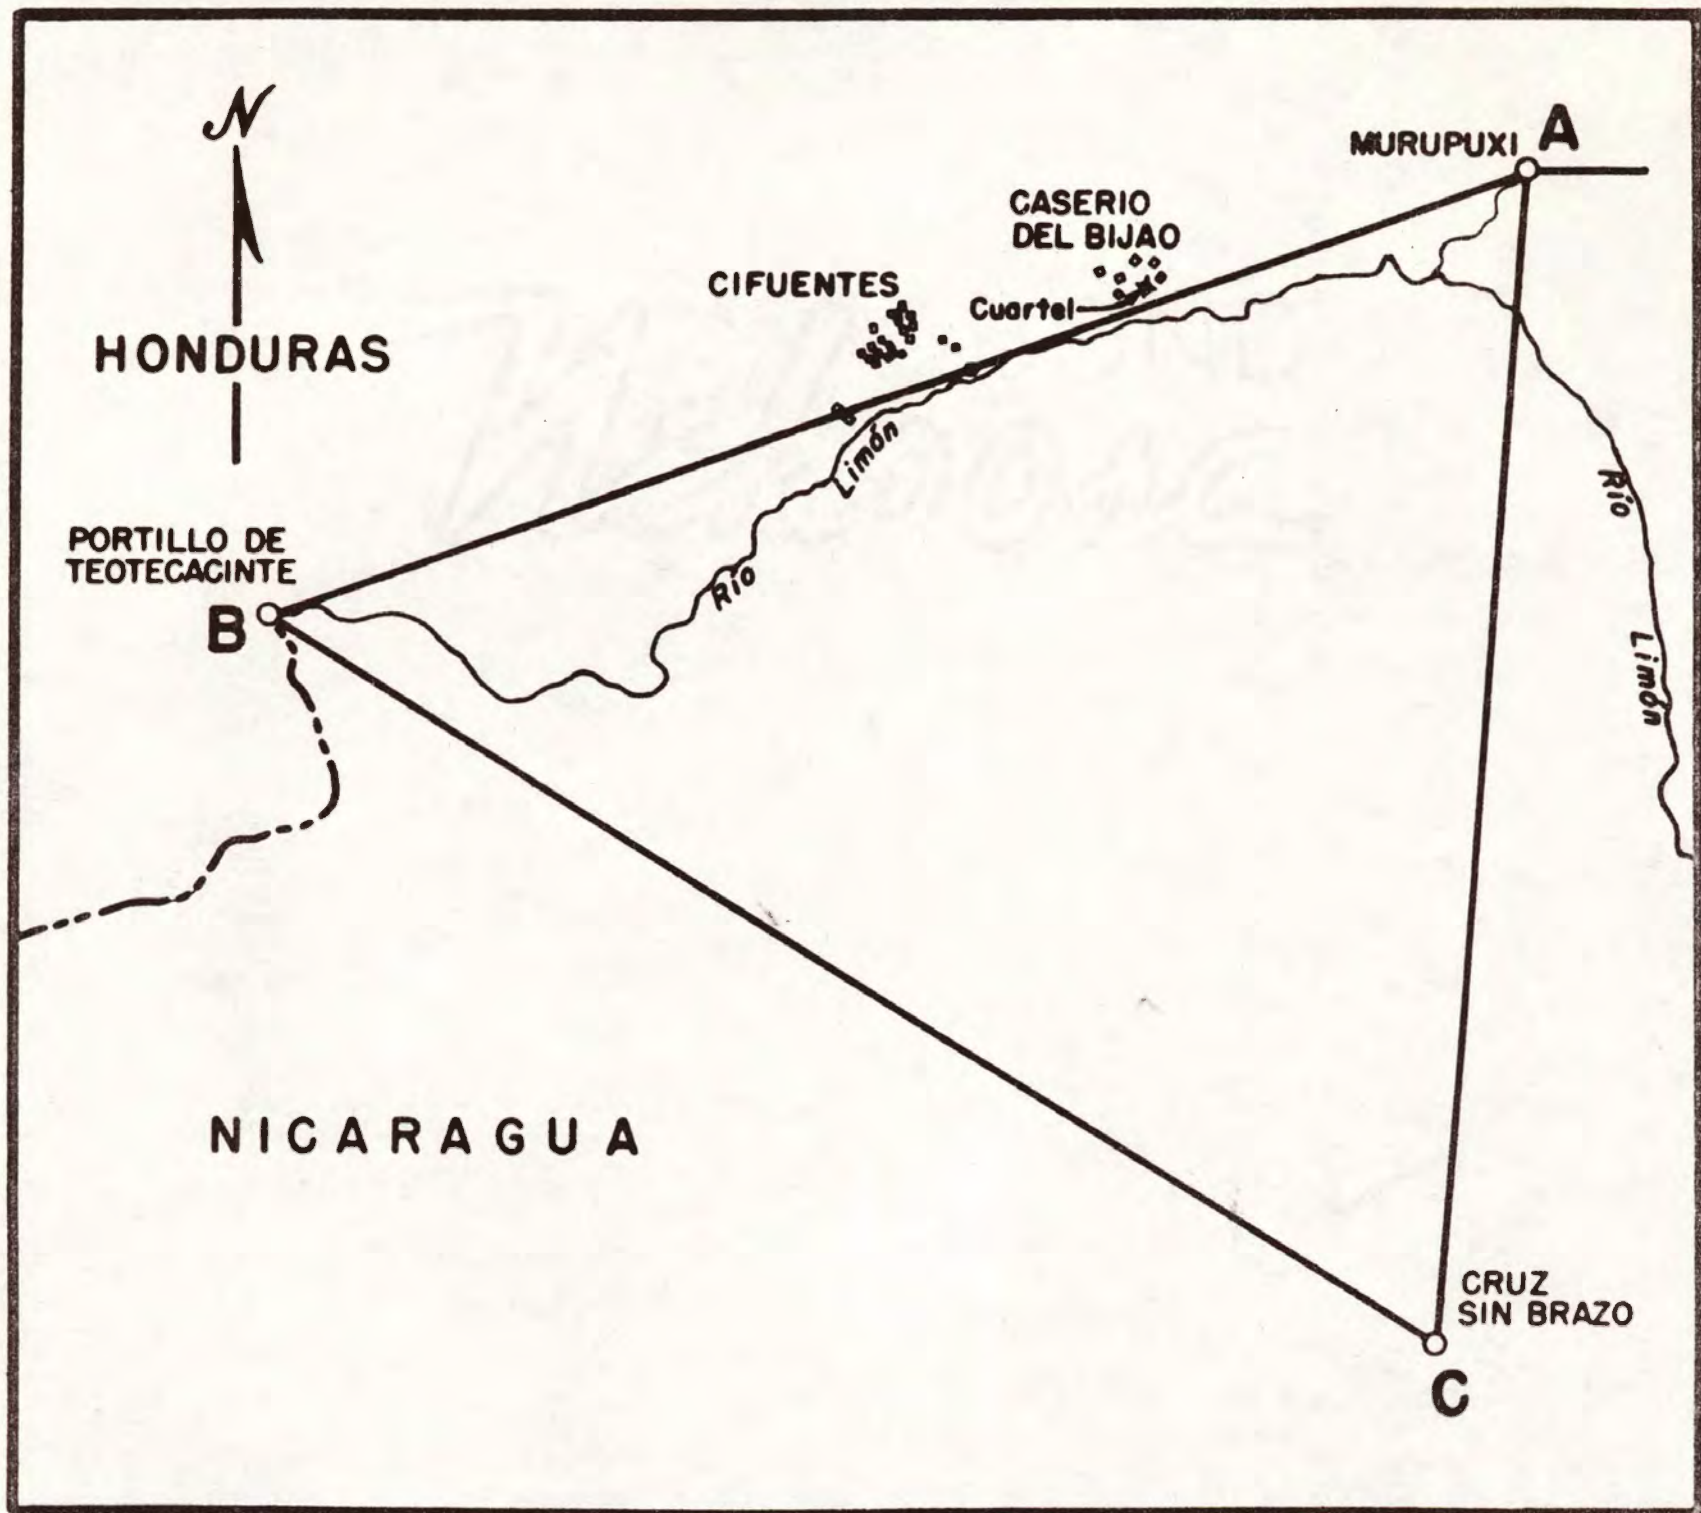 N
HONDURAS
MURUPUXI
A
CASERIO
DEL BIJAO
Cuartel
CIFUENTES
Río
Limón
PORTILLO DE
TEOTECACINTE
B
Río
Limón
NICARAGUA
CRUZ
SIN BRAZO
C